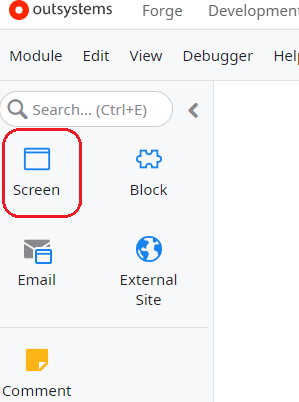 outsystems Forge Development
Module Edit View Debugger Help
Search... (Ctrl+E)
Screen Block
Email External
Site
Comment